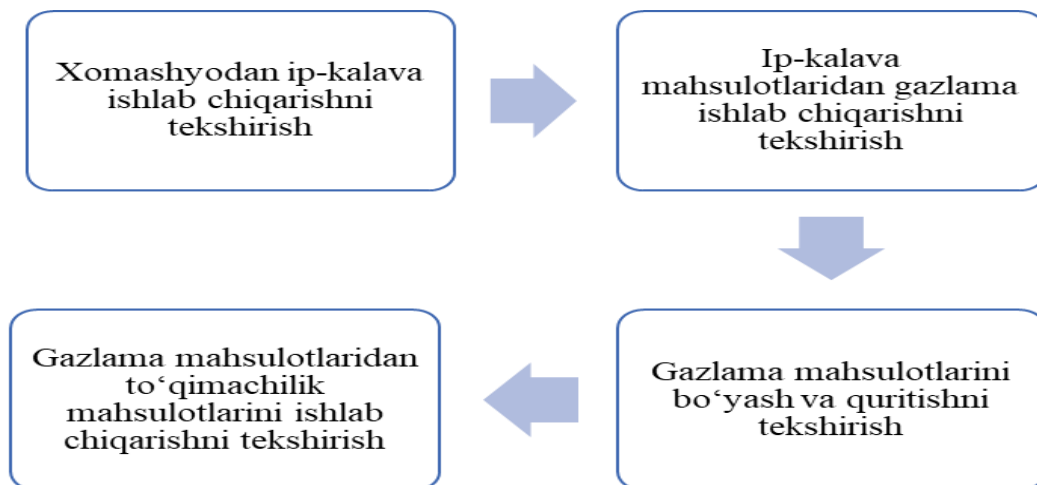 Xomashyodan ip-kalava
ishlab chiqarishni
tekshirish
Ip-kalava
mahsulotlaridan gazlama
ishlab chiqarishni
tekshirish
Gazlama mahsulotlarini
bo‘yash va quritishni
tekshirish
Gazlama mahsulotlaridan
to‘qimachilik
mahsulotlarini ishlab
chiqarishni tekshirish